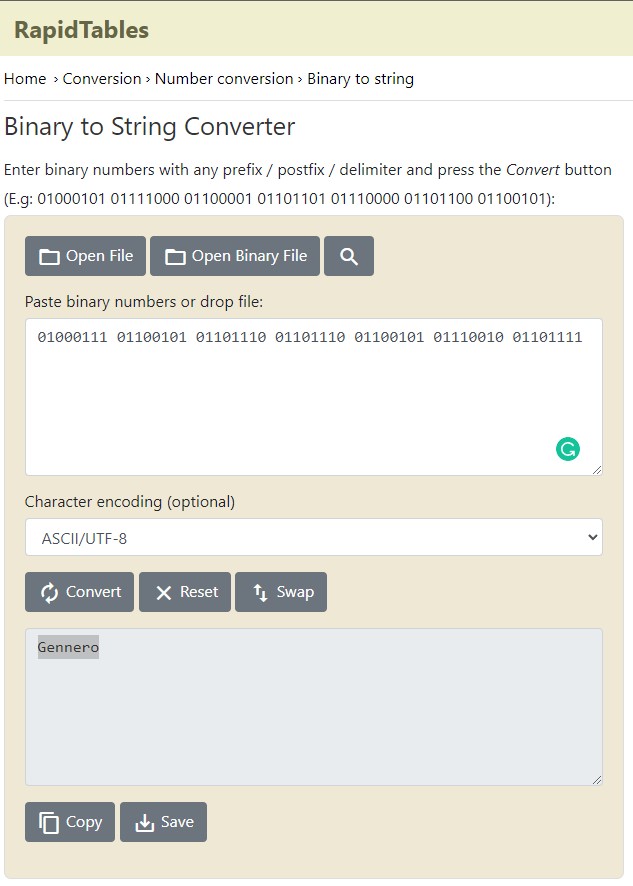 RapidTables
Home › Conversion › Number conversion › Binary to string
Binary to String Converter
Enter binary numbers with any prefix / postfix / delimiter and press the Convert button
(E.g: 01000101 01111000 01100001 01101101 01110000 01101100 01100101):
Open File Open Binary File
Paste binary numbers or drop file:
01000111 01100101 01101110 01101110 01100101 01110010 01101111
Character encoding (optional)
ASCII/UTF-8
Convert Reset Swap
Gennero
Copy Save